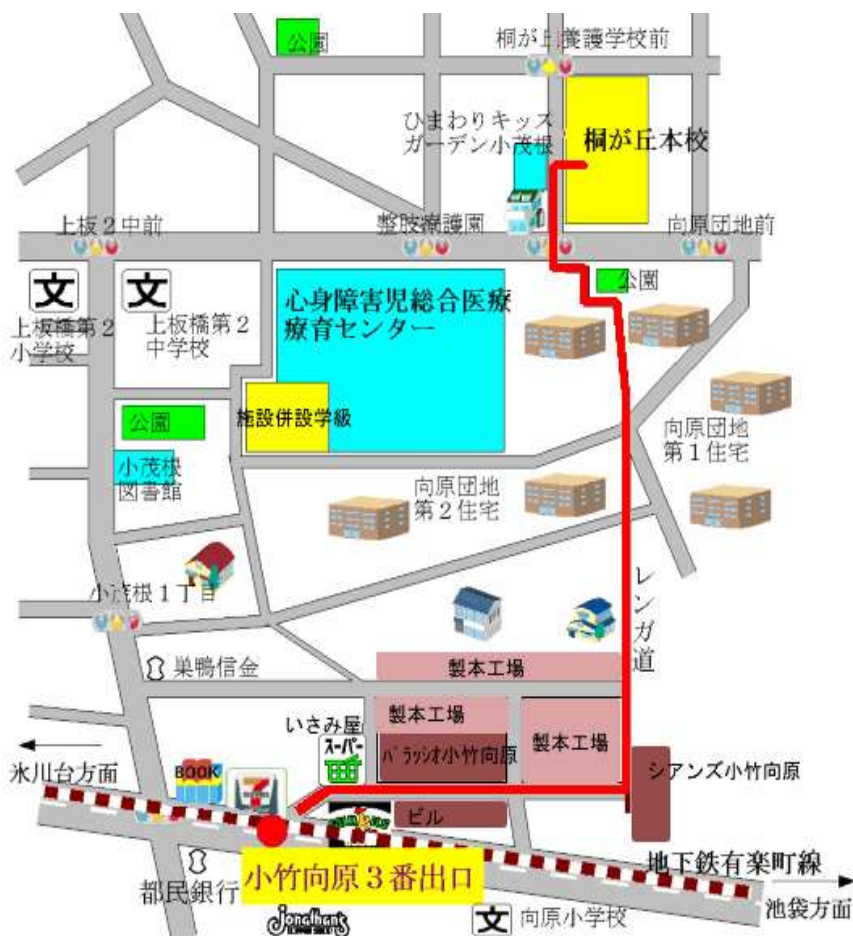 公園
桐が丘養護学校前
ひまわりキッズ
ガーデン小茂根
桐が丘本校
上板2中前
整肢療護園
向原団地前
公園
文
文
上板橋第2
小学校
上板橋第2
中学校
心身障害児総合医療
療育センター
施設併設学級
公園
小茂根
図書館
向原団地
第1住宅
向原団地
第2住宅
小茂根1丁目
レンガ道
巣鴨信金
製本工場
いさみ屋
スーパー
製本工場
パラッシオ小竹向原
製本工場
シアンズ小竹向原
氷川台方面
BOOK
ビル
地下鉄有楽町線
都民銀行
小竹向原3番出口
池袋方面
Jonathan's
文
向原小学校